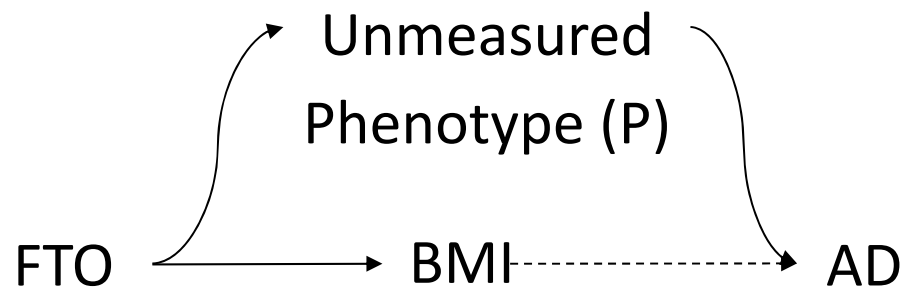 Unmeasured
Phenotype (P)
FTO
BMI
AD